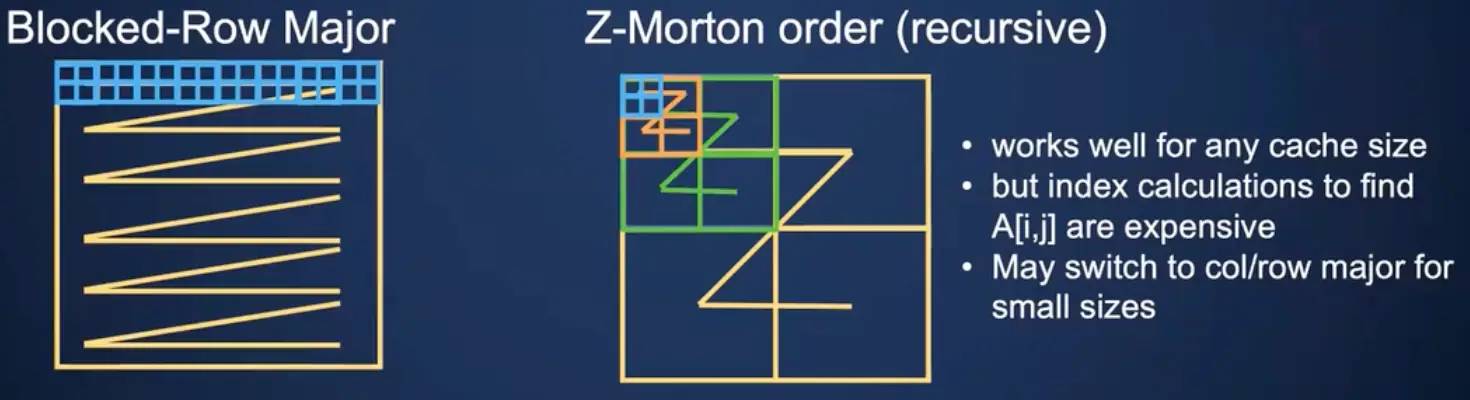 Blocked-Row Major
Z-Morton order (recursive)
• works well for any cache size
• but index calculations to find
A[i,j] are expensive
• May switch to col/row major for
small sizes